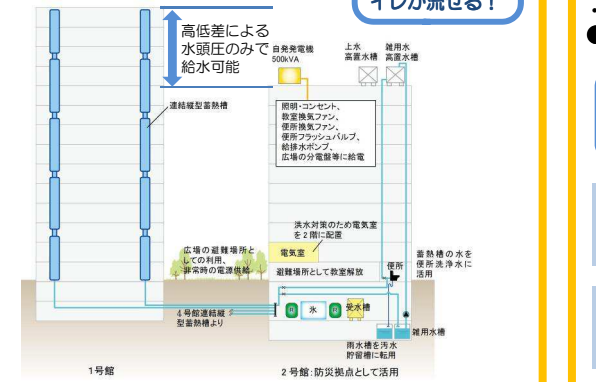 イレが流せる!
高低差による
水頭圧のみで
給水可能
自発発電機
500kVA
上水
高置水槽
雑用水
高置水槽
連結縦型蓄熱槽
照明・コンセント、
教室換気ファン、
便所換気ファン、
便所フラッシュバルブ、
給排水ポンプ、
広場の分電盤等に給電
洪水対策のため電気室
を2階に配置
広場の避難場所と
しての利用、
非常時の電源供給
電気室
避難場所として教室解放
便所
蓄熱槽の水を
便所洗浄水に
活用
4号館連結縦
型蓄熱槽より
氷
受水槽
雑用水槽
雨水槽を汚水
貯留槽に転用
1号館
2号館:防災拠点として活用